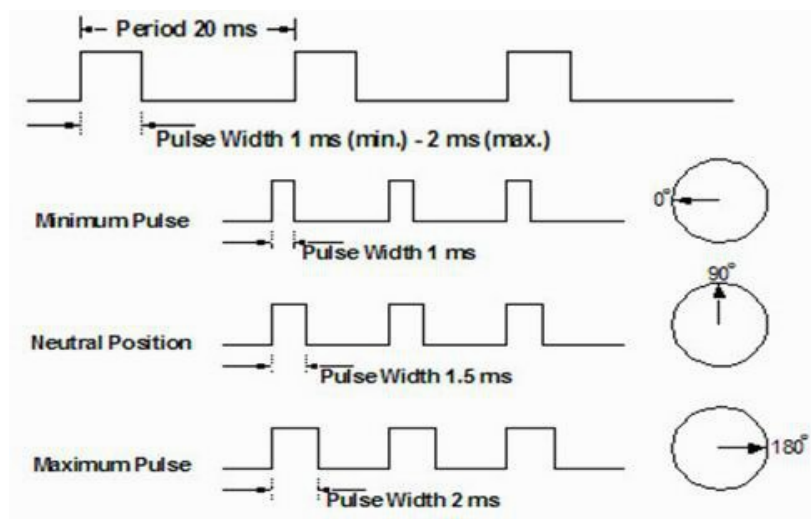 Period 20 ms
Pulse Width 1 ms (min.) - 2 ms (max.)
Minimum Pulse
0°
Pulse Width 1 ms
90°
Neutral Position
Pulse Width 1.5 ms
Maximum Pulse
180°
Pulse Width 2 ms